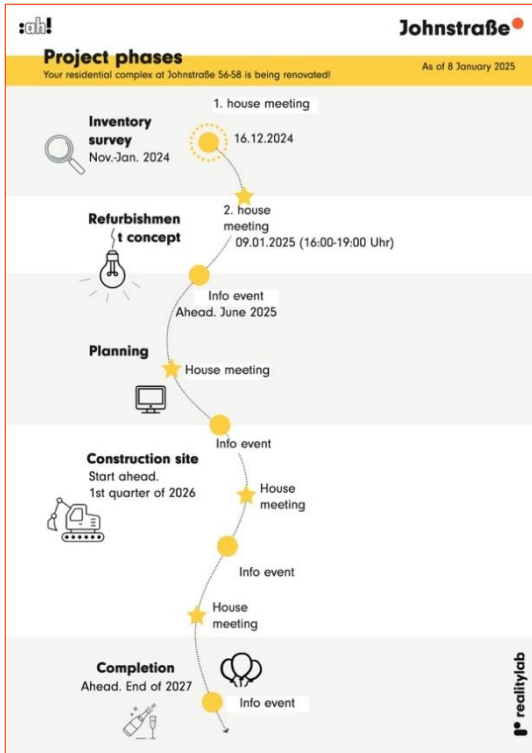 :ah!
Johnstraße
Project phases
Your residential complex at Johnstraße 56-58 is being renovated!
As of 8 January 2025
1. house meeting
Inventory
survey
Nov.-Jan. 2024
16.12.2024
Refurbishmen
t concept
2. house
meeting
09.01.2025 (16:00-19:00 Uhr)
Info event
Ahead. June 2025
Planning
House meeting
Info event
Construction site
Start ahead.
1st quarter of 2026
House
meeting
Info event
House
meeting
Completion
Ahead. End of 2027
Info event
realitylab